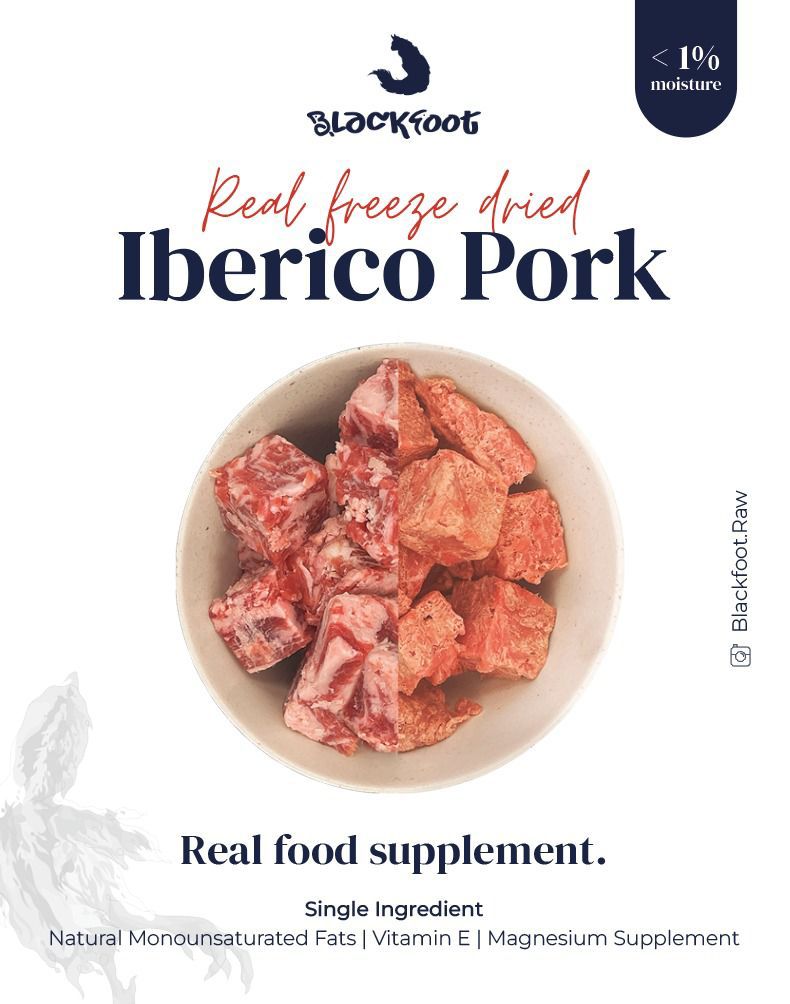 BLackfoot
< 1%
moisture
Real freeze dried
Iberico Pork
Blackfoot.Raw
Real food supplement.
Single Ingredient
Natural Monounsaturated Fats | Vitamin E | Magnesium Supplement